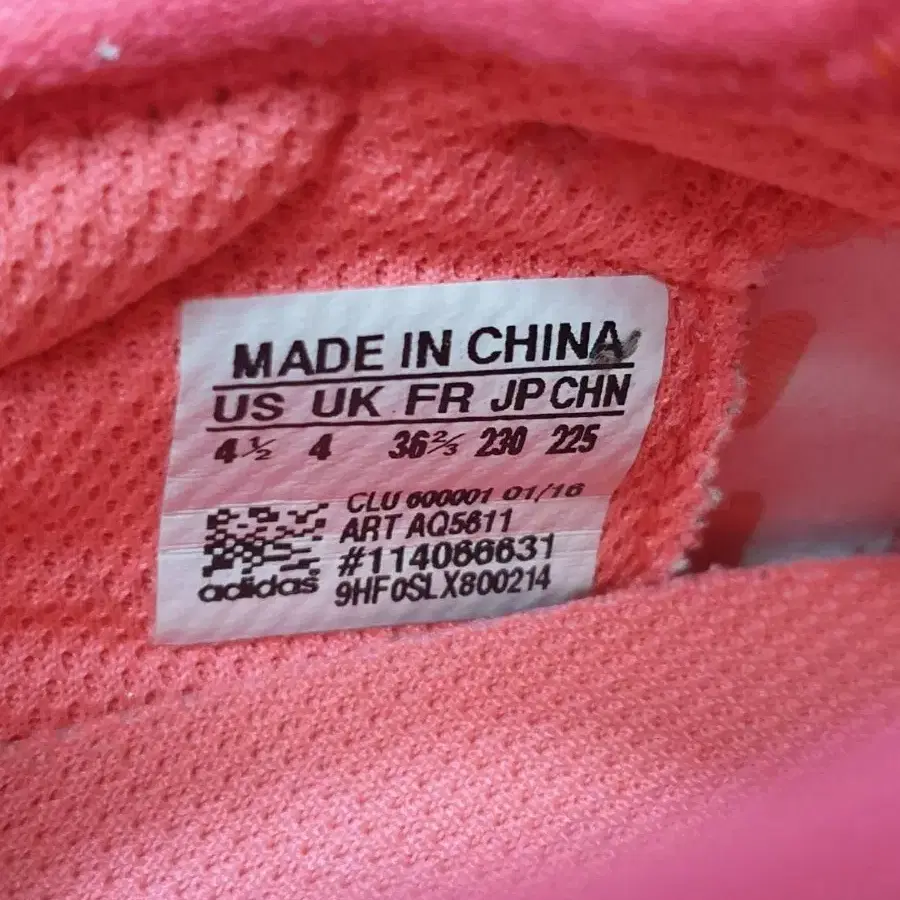 MADE IN CHINA
US UK FR JP CHN
4½ 4 36⅔ 230 225
CLU 600001 01/16
ART AQ5611
#114066631
9HF0SLX800214
adidas